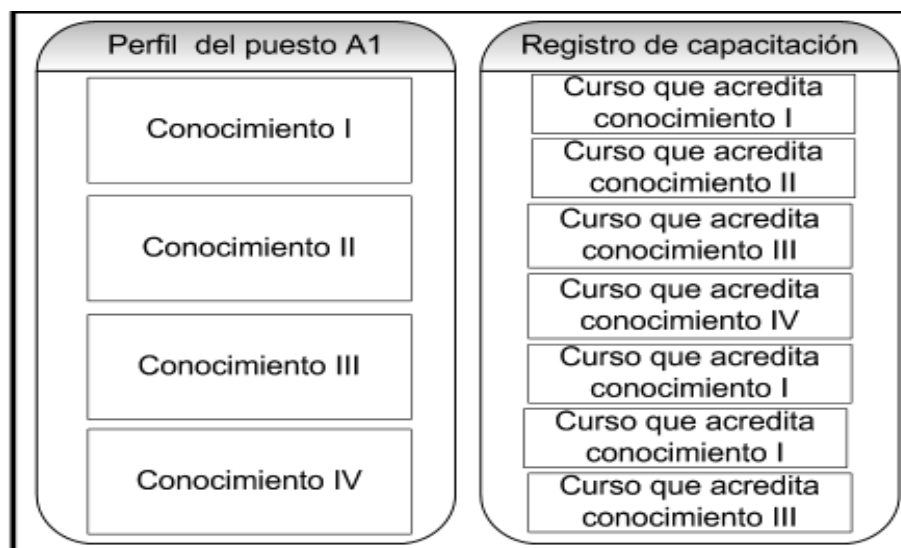 Perfil del puesto A1
Conocimiento I
Conocimiento II
Conocimiento III
Conocimiento IV
Registro de capacitación
Curso que acredita
conocimiento I
Curso que acredita
conocimiento II
Curso que acredita
conocimiento III
Curso que acredita
conocimiento IV
Curso que acredita
conocimiento I
Curso que acredita
conocimiento I
Curso que acredita
conocimiento III